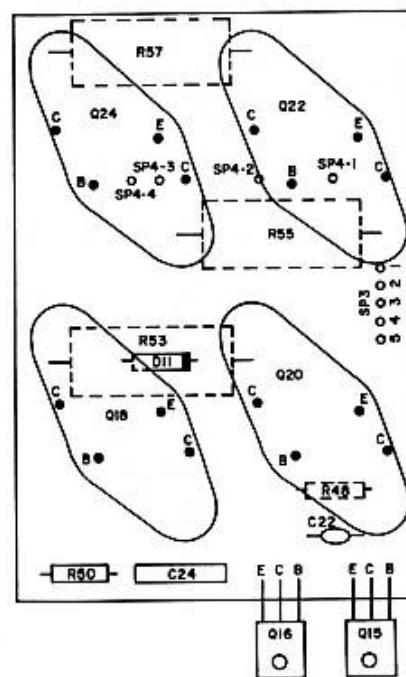 R57
Q24
Q22
C
E
C
E
SP4-3
C
SP4-2
SP4-1
C
B
SP4-4
B
R55
SP3
1
2
3
4
5
R53
D11
C
Q18
E
C
Q20
E
C
C
B
B
R48
C22
R50
C24
E C B
E C B
Q16
Q15